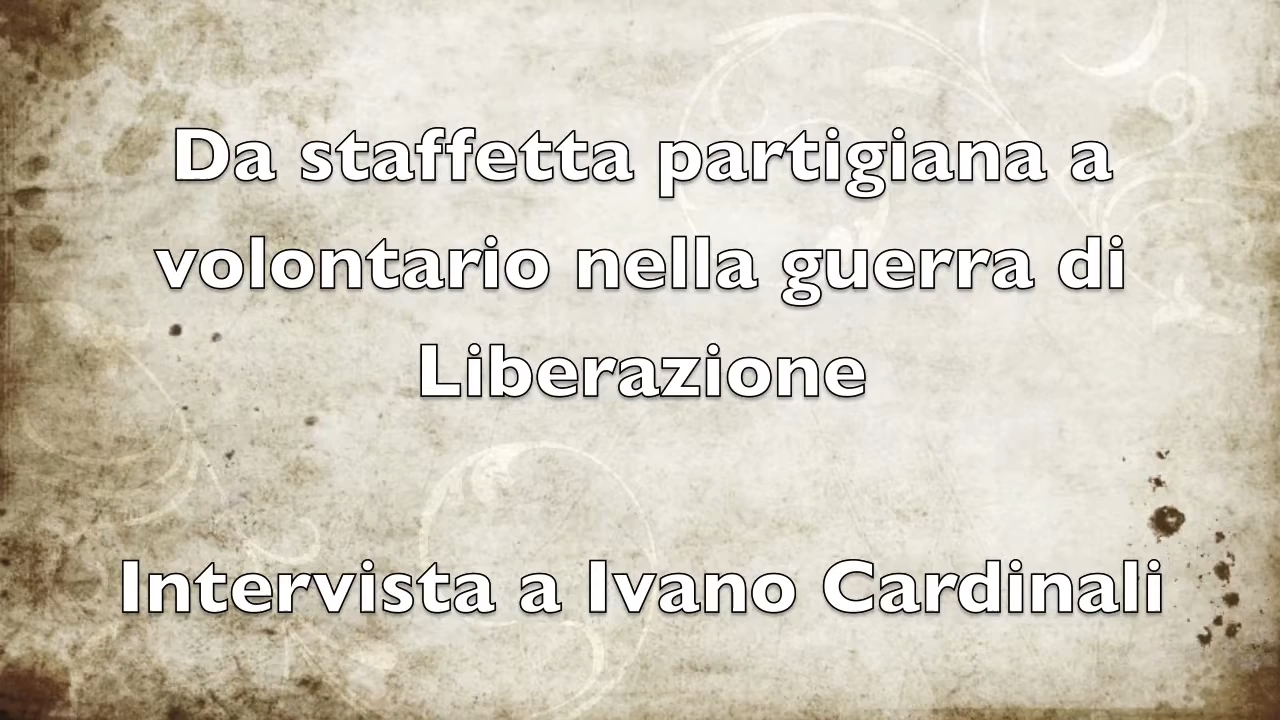 Da staffetta partigiana a
volontario nella guerra di
Liberazione
Intervista a Ivano Cardinali